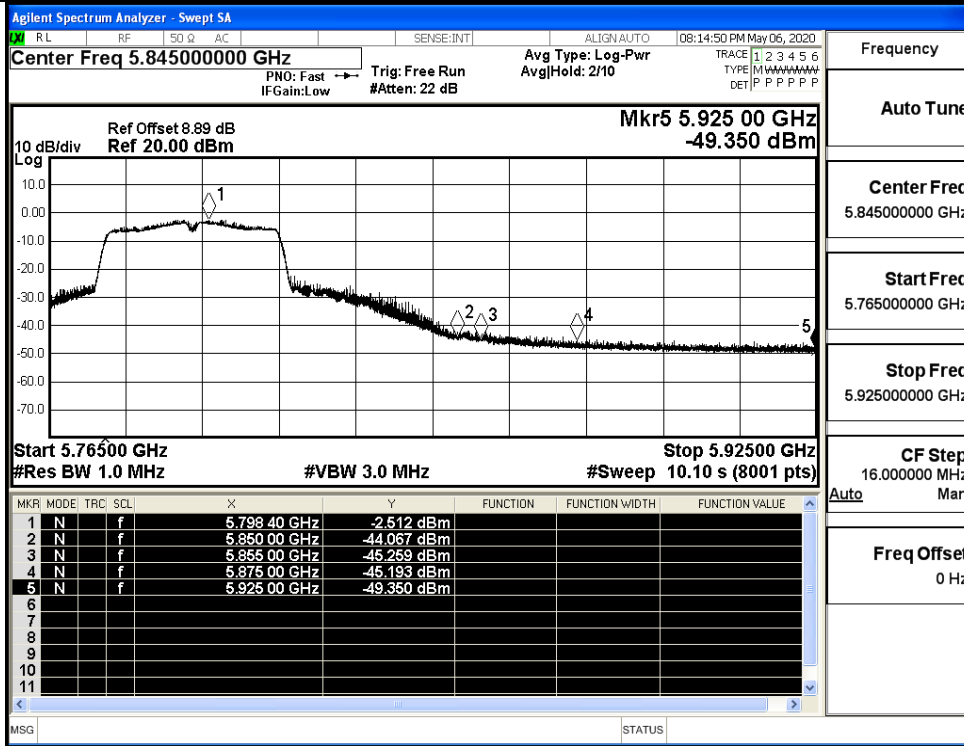 Agilent Spectrum Analyzer - Swept SA
LXI RL RF 50 Ω AC SENSE:INT ALIGNAUTO 08:14:50 PM May 06, 2020
Center Freq 5.845000000 GHz
PNO: Fast
IFGain:Low
Trig: Free Run
#Atten: 22 dB
Avg Type: Log-Pwr
Avg|Hold: 2/10
TRACE 1 2 3 4 5 6
TYPE M WWWWW
DET P P P P P P
Ref Offset 8.89 dB
10 dB/div Ref 20.00 dBm
Log
Mkr5 5.925 00 GHz
-49.350 dBm
10.0
0.00
-10.0
-20.0
-30.0
-40.0
-50.0
-60.0
-70.0
1
2
3
4
5
Start 5.76500 GHz Stop 5.92500 GHz
#Res BW 1.0 MHz #VBW 3.0 MHz #Sweep 10.10 s (8001 pts)
MKR MODE TRC SCL X Y FUNCTION FUNCTION WIDTH FUNCTION VALUE
1 N f 5.798 40 GHz -2.512 dBm
2 N f 5.850 00 GHz -44.067 dBm
3 N f 5.855 00 GHz -45.259 dBm
4 N f 5.875 00 GHz -45.193 dBm
5 N f 5.925 00 GHz -49.350 dBm
6
7
8
9
10
11
MSG STATUS
Frequency
Auto Tune
Center Freq
5.845000000 GHz
Start Freq
5.765000000 GHz
Stop Freq
5.925000000 GHz
CF Step
16.000000 MHz
Auto Man
Freq Offset
0 Hz